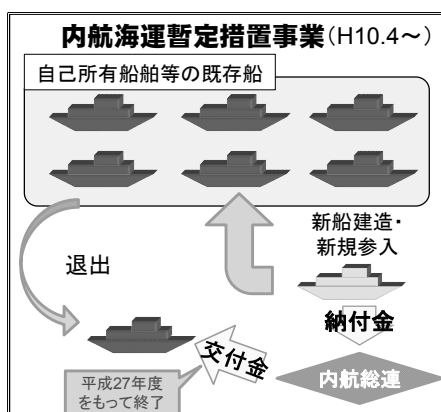 内航海運暫定措置事業(H10.4～)
自己所有船舶等の既存船
新船建造・
新規参入
退出
納付金
交付金
内航総連
平成27年度
をもって終了